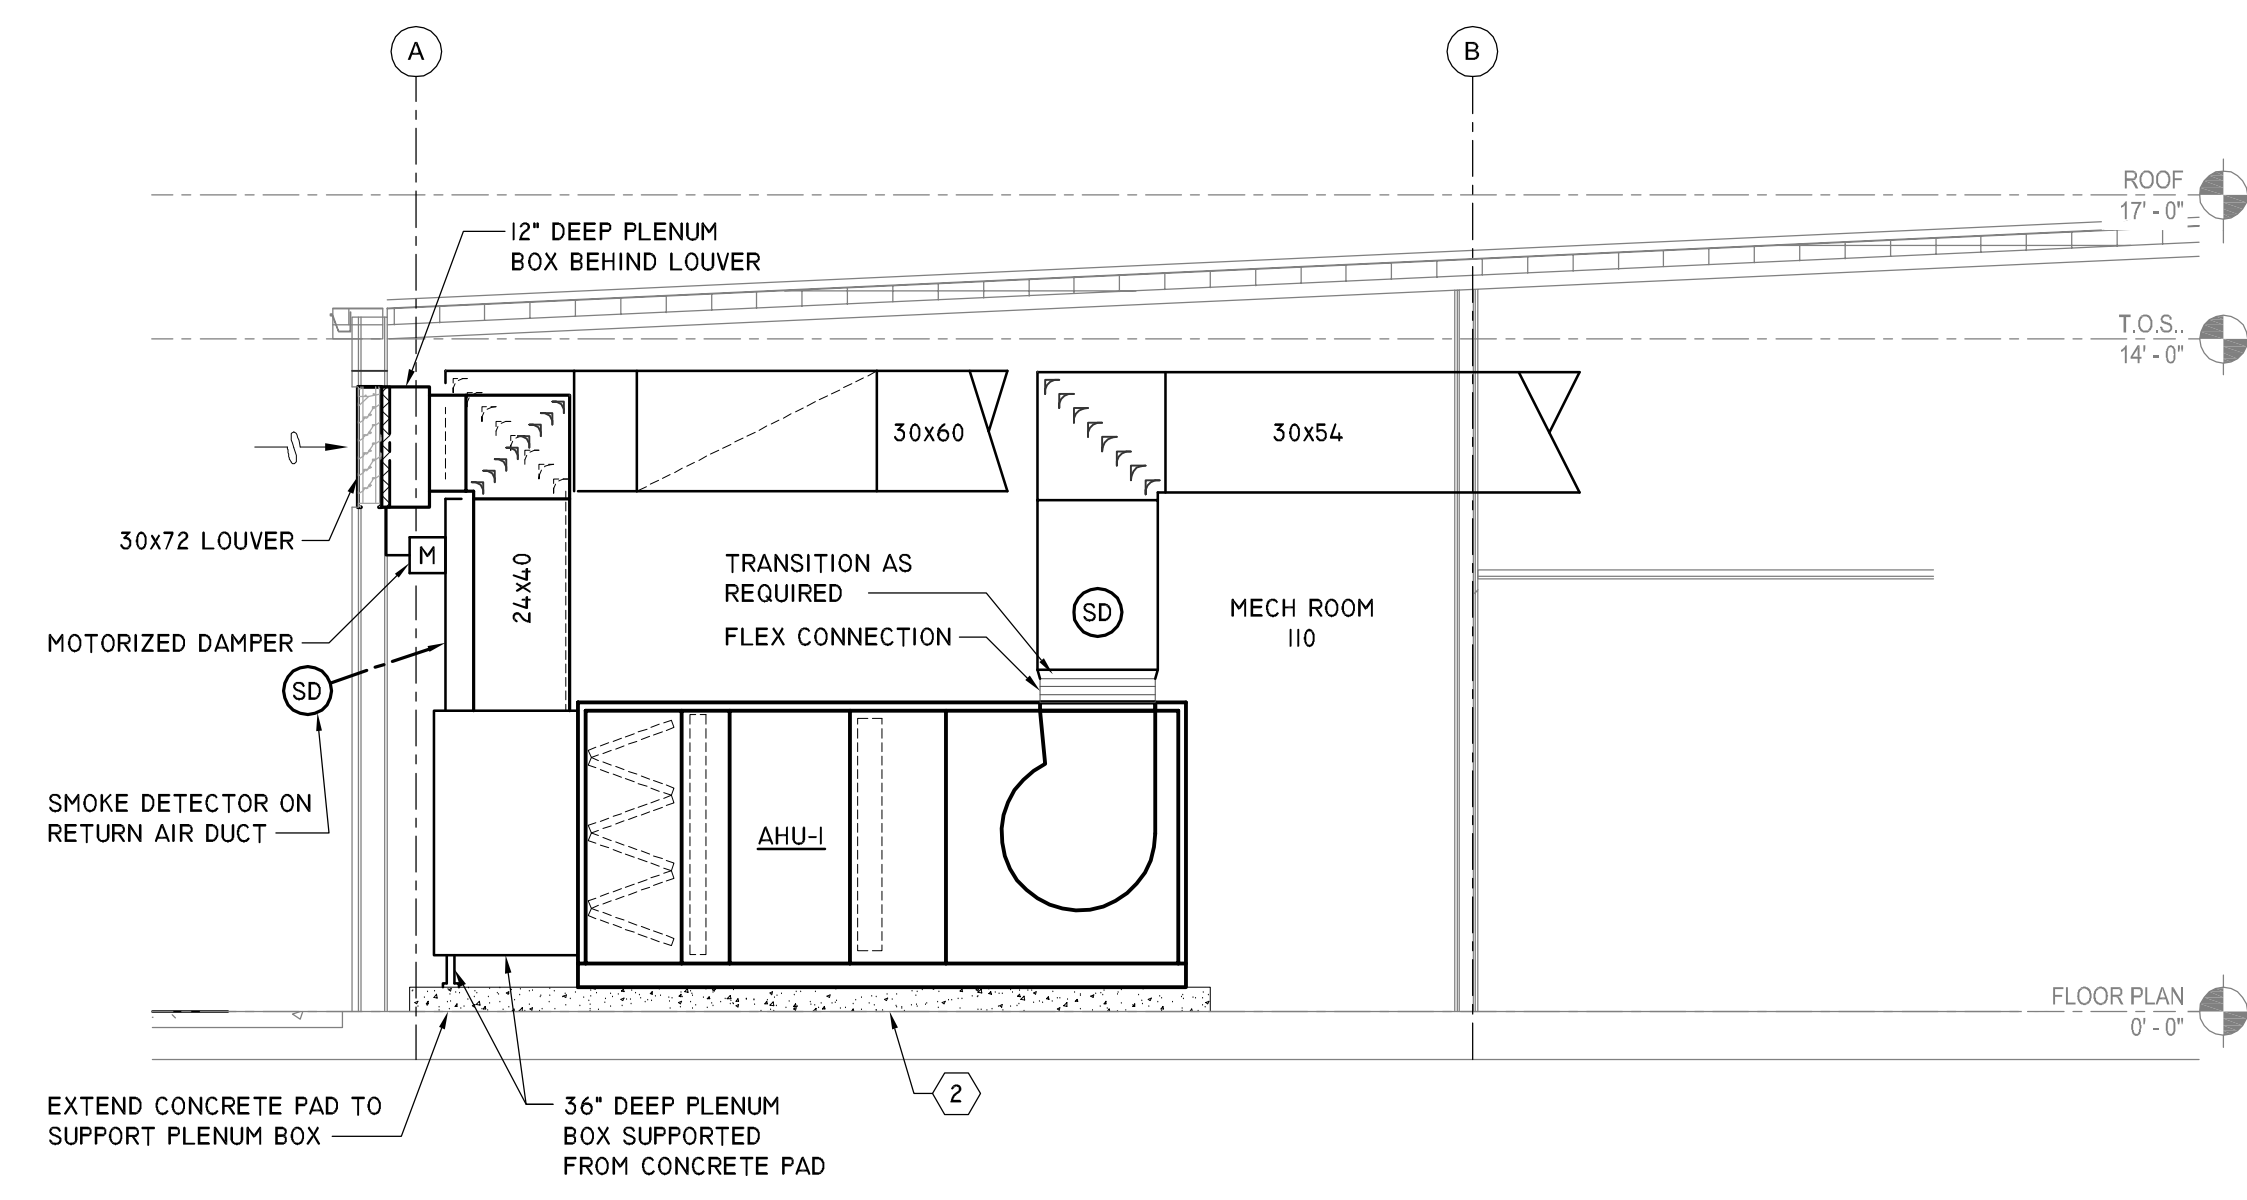 A
B
ROOF
17' - 0"
12" DEEP PLENUM
BOX BEHIND LOUVER
T.O.S..
14' - 0"
30x60
30x54
30x72 LOUVER
M
24x40
TRANSITION AS
REQUIRED
SD
MECH ROOM
110
FLEX CONNECTION
MOTORIZED DAMPER
SD
SMOKE DETECTOR ON
RETURN AIR DUCT
AHU-1
FLOOR PLAN
0' - 0"
2
EXTEND CONCRETE PAD TO
SUPPORT PLENUM BOX
36" DEEP PLENUM
BOX SUPPORTED
FROM CONCRETE PAD